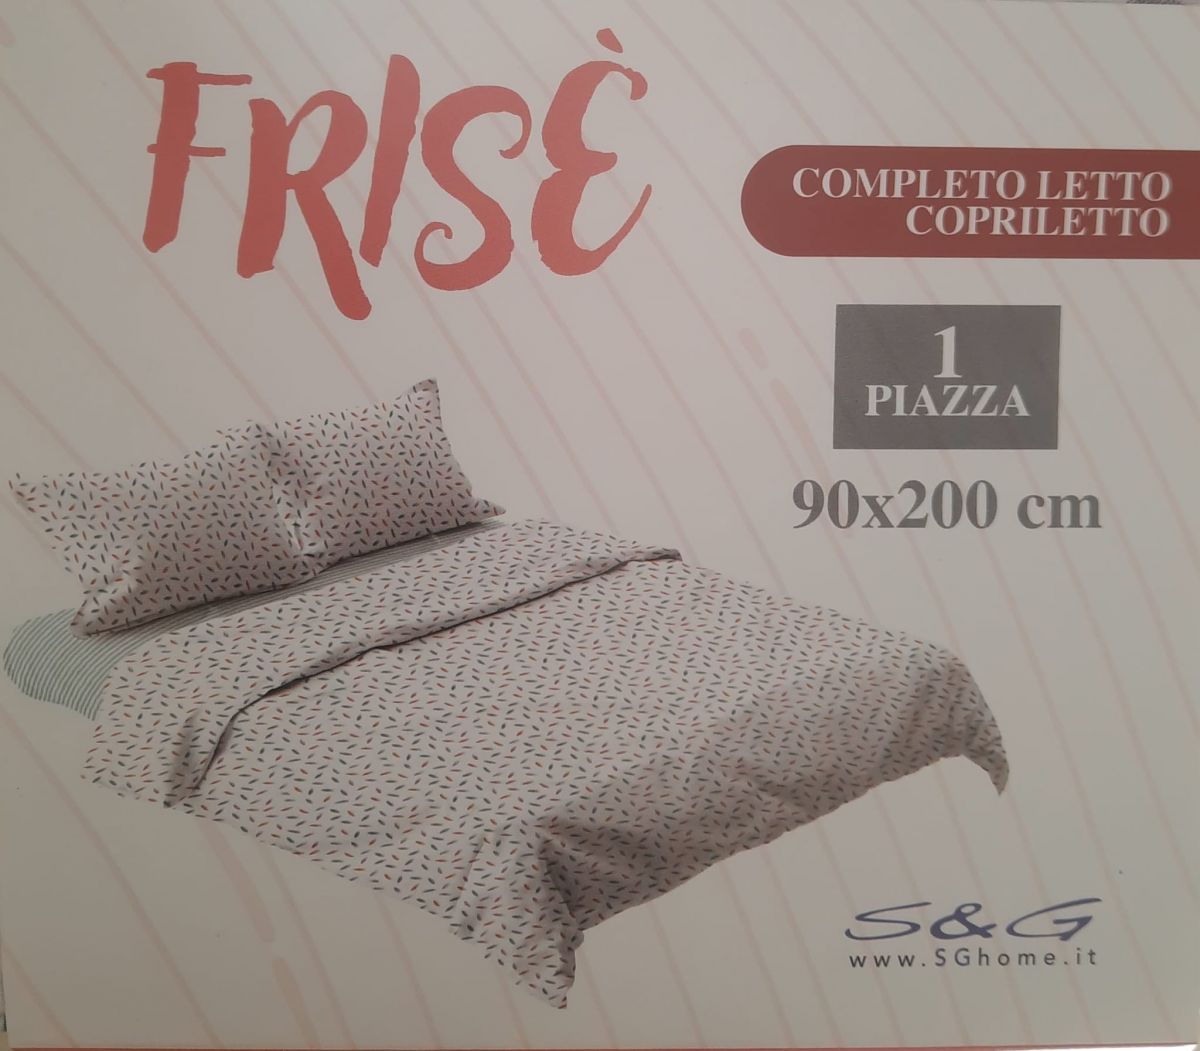 FRISÈ
COMPLETO LETTO
COPRILETTO
1
PIAZZA
90x200 cm
S&G
www.SGhome.it